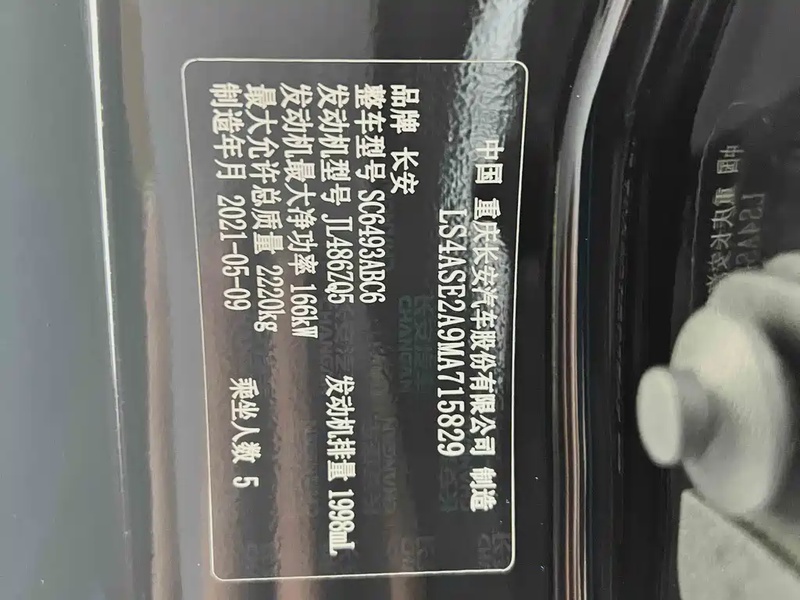 中国 重庆长安汽车股份有限公司 制造
LS4ASE2A9MA715829
品牌 长安
整车型号 SC6493ABC6
发动机型号 JL486ZQ5 发动机排量 1998mL
发动机最大净功率 166kW
最大允许总质量 2220kg
制造年月 2021-05-09 乘坐人数 5